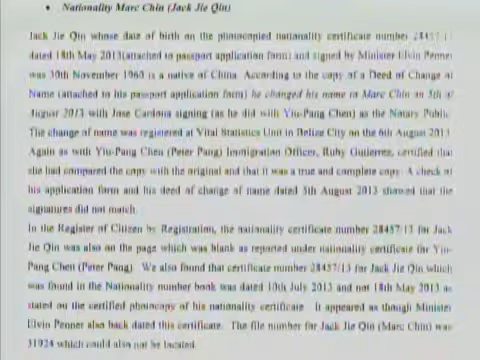 • Nationality Marc Chin (Jack Jie Qin)
Jack Jie Qin whose date of birth on the photocopied nationality certificate number 28457/1
dated 18th May 2013(attached to passport application form) and signed by Minister Elvin Penner
was 30th November 1960 is a native of China. According to the copy of a Deed of Change of
Name (attached to his passport application form) he changed his name to Marc Chin on 5th of
August 2013 with Jose Cardona signing (as he did with Yiu-Pang Chen) as the Notary Public.
The change of name was registered at Vital Statistics Unit in Belize City on the 6th August 2013
Again as with Yiu-Pang Chen (Peter Pang) Immigration Officer, Ruby Gutierrez, certified that
she had compared the copy with the original and that it was a true and complete copy. A check of
his application form and his deed of change of name dated 5th August 2013 showed that the
signatures did not match.
In the Register of Citizen by Registration, the nationality certificate number 28457/13 for Jack
Jie Qin was also on the page which was blank as reported under nationality certificate for Yiu-
Pang Chen (Peter Pang). We also found that certificate number 28457/13 for Jack Jie Qin which
was found in the Nationality number book was dated 10th July 2013 and not 18th May 2013 as
stated on the certified photocopy of his nationality certificate. It appeared as though Minister
Elvin Penner also back dated this certificate. The file number for Jack Jie Qin (Marc Chin) was
31924 which could also not be located.